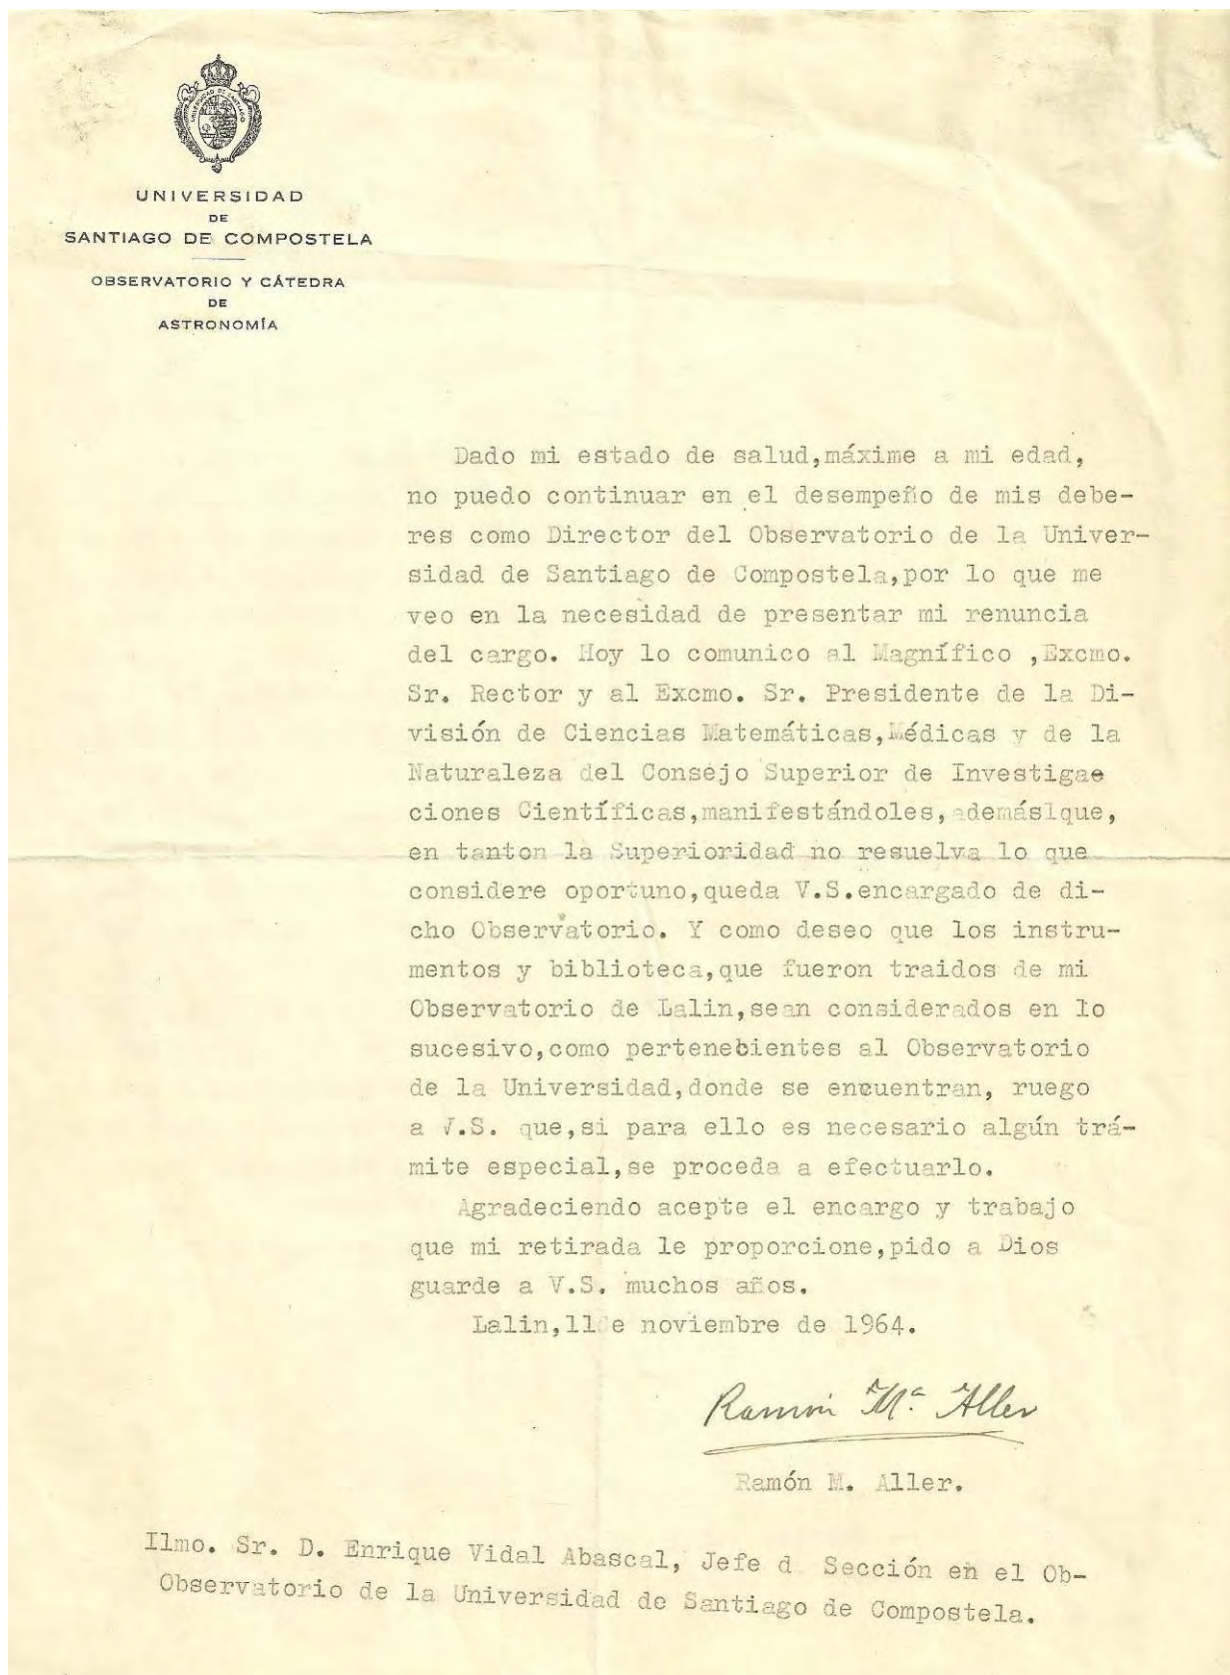 UNIVERSIDAD DE SANTIAGO
UNIVERSIDAD
DE
SANTIAGO DE COMPOSTELA
OBSERVATORIO Y CÁTEDRA
DE
ASTRONOMÍA
Dado mi estado de salud,máxime a mi edad,
no puedo continuar en el desempeño de mis debe-
res como Director del Observatorio de la Univer-
sidad de Santiago de Compostela,por lo que me
veo en la necesidad de presentar mi renuncia
del cargo. Hoy lo comunico al Magnífico ,Excmo.
Sr. Rector y al Excmo. Sr. Presidente de la Di-
visión de Ciencias Matemáticas,Médicas y de la
Naturaleza del Consejo Superior de Investigae
ciones Científicas,manifestándoles,ademáslque,
en tanton la Superioridad no resuelva lo que
considere oportuno,queda V.S.encargado de di-
cho Observatorio. Y como deseo que los instru-
mentos y biblioteca,que fueron traidos de mi
Observatorio de Lalin,sean considerados en lo
sucesivo,como pertenebientes al Observatorio
de la Universidad,donde se encuentran, ruego
a V.S. que,si para ello es necesario algún trá-
mite especial,se proceda a efectuarlo.
Agradeciendo acepte el encargo y trabajo
que mi retirada le proporcione,pido a Dios
guarde a V.S. muchos años.
Lalin,11 e noviembre de 1964.
Ramón Mª Aller
Ramón M. Aller.
Ilmo. Sr. D. Enrique Vidal Abascal, Jefe d Sección en el Ob-
Observatorio de la Universidad de Santiago de Compostela.